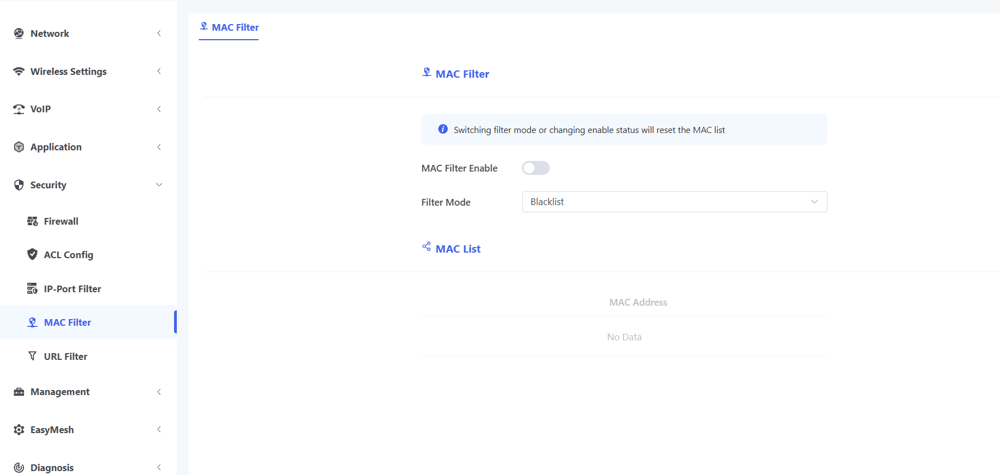 Network
Wireless Settings
VoIP
Application
Security
Firewall
ACL Config
IP-Port Filter
MAC Filter
URL Filter
Management
EasyMesh
Diagnosis
MAC Filter
MAC Filter
Switching filter mode or changing enable status will reset the MAC list
MAC Filter Enable
Filter Mode
Blacklist
MAC List
MAC Address
No Data